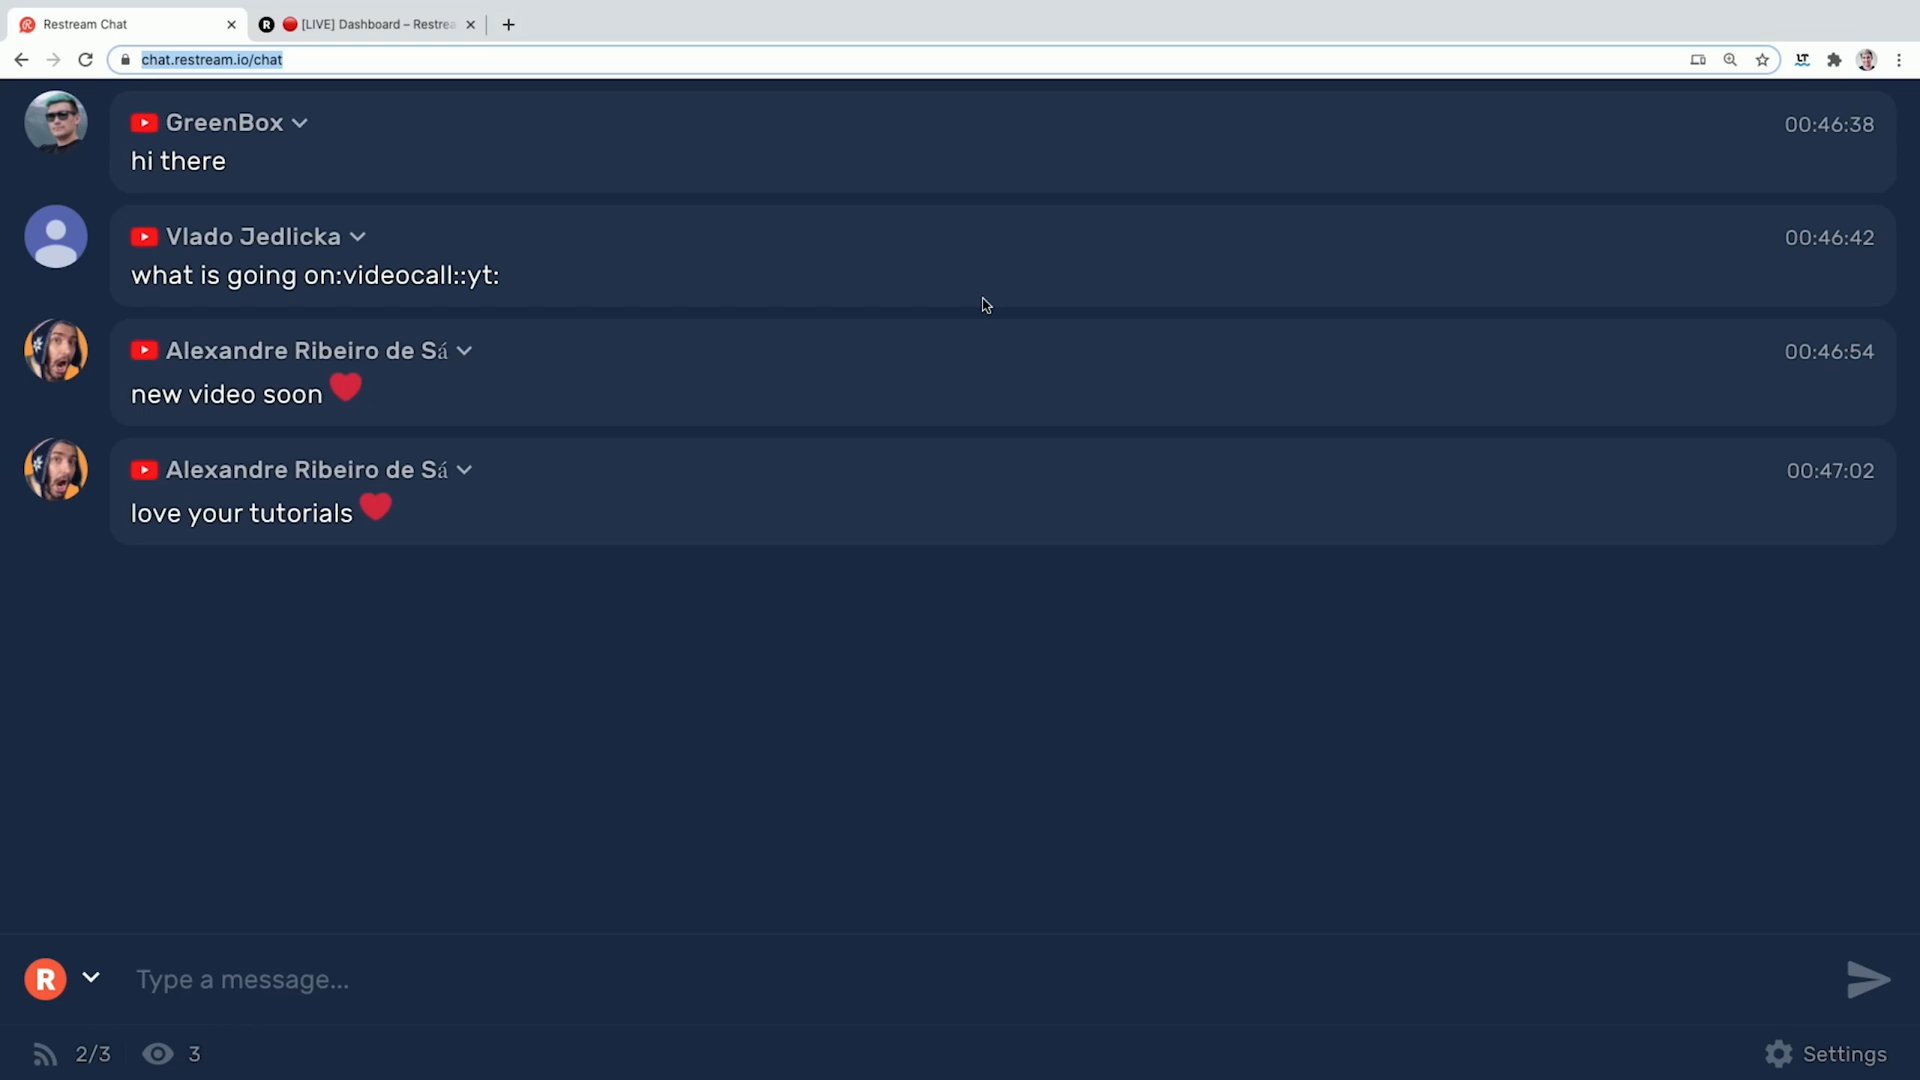 Restream Chat
[LIVE] Dashboard – Restrea
chat.restream.io/chat
GreenBox
00:46:38
hi there
Vlado Jedlicka
00:46:42
what is going on:videocall::yt:
Alexandre Ribeiro de Sá
00:46:54
new video soon ❤
Alexandre Ribeiro de Sá
00:47:02
love your tutorials ❤
R
Type a message...
2/3
3
Settings